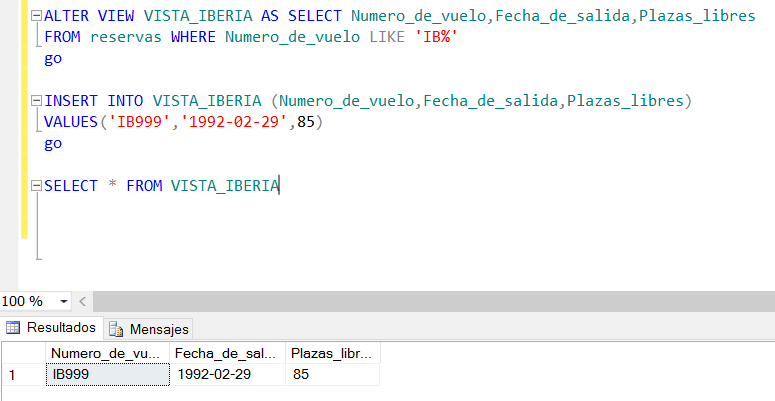 ALTER VIEW VISTA_IBERIA AS SELECT Numero_de_vuelo,Fecha_de_salida,Plazas_libres
FROM reservas WHERE Numero_de_vuelo LIKE 'IB%'
go
INSERT INTO VISTA_IBERIA (Numero_de_vuelo,Fecha_de_salida,Plazas_libres)
VALUES('IB999','1992-02-29',85)
go
SELECT * FROM VISTA_IBERIA
100 %
Resultados Mensajes
Numero_de_vu... Fecha_de_sal... Plazas_libr...
1 IB999 1992-02-29 85